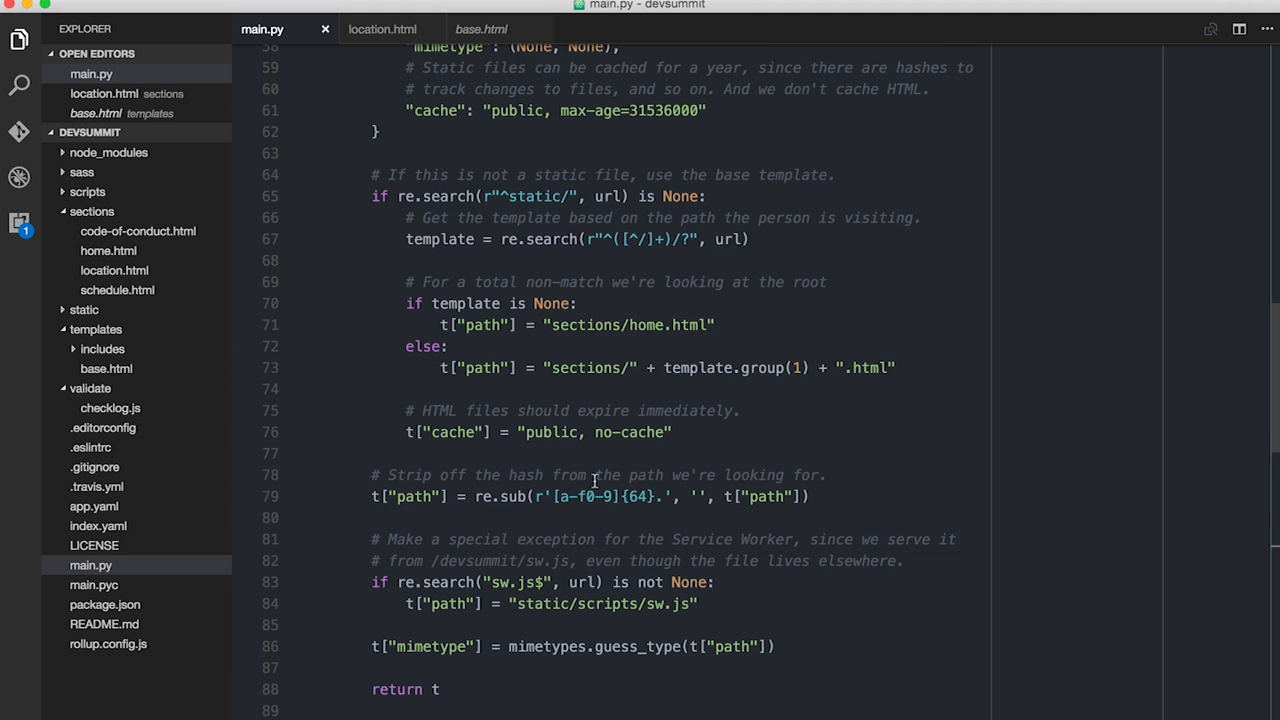 main.py - devsummit
EXPLORER
OPEN EDITORS
main.py
location.html sections
base.html templates
DEVSUMMIT
node_modules
sass
scripts
sections
code-of-conduct.html
home.html
location.html
schedule.html
static
templates
includes
base.html
validate
checklog.js
.editorconfig
.eslintrc
.gitignore
.travis.yml
app.yaml
index.yaml
LICENSE
main.py
main.pyc
package.json
README.md
rollup.config.js
1
main.py location.html base.html
58 "mimetype": (None, None),
59 # Static files can be cached for a year, since there are hashes to
60 # track changes to files, and so on. And we don't cache HTML.
61 "cache": "public, max-age=31536000"
62 }
63
64 # If this is not a static file, use the base template.
65 if re.search(r"^static/", url) is None:
66 # Get the template based on the path the person is visiting.
67 template = re.search(r"^([^/]+)/?", url)
68
69 # For a total non-match we're looking at the root
70 if template is None:
71 t["path"] = "sections/home.html"
72 else:
73 t["path"] = "sections/" + template.group(1) + ".html"
74
75 # HTML files should expire immediately.
76 t["cache"] = "public, no-cache"
77
78 # Strip off the hash from the path we're looking for.
79 t["path"] = re.sub(r'[a-f0-9]{64}.', '', t["path"])
80
81 # Make a special exception for the Service Worker, since we serve it
82 # from /devsummit/sw.js, even though the file lives elsewhere.
83 if re.search("sw.js$", url) is not None:
84 t["path"] = "static/scripts/sw.js"
85
86 t["mimetype"] = mimetypes.guess_type(t["path"])
87
88 return t
89